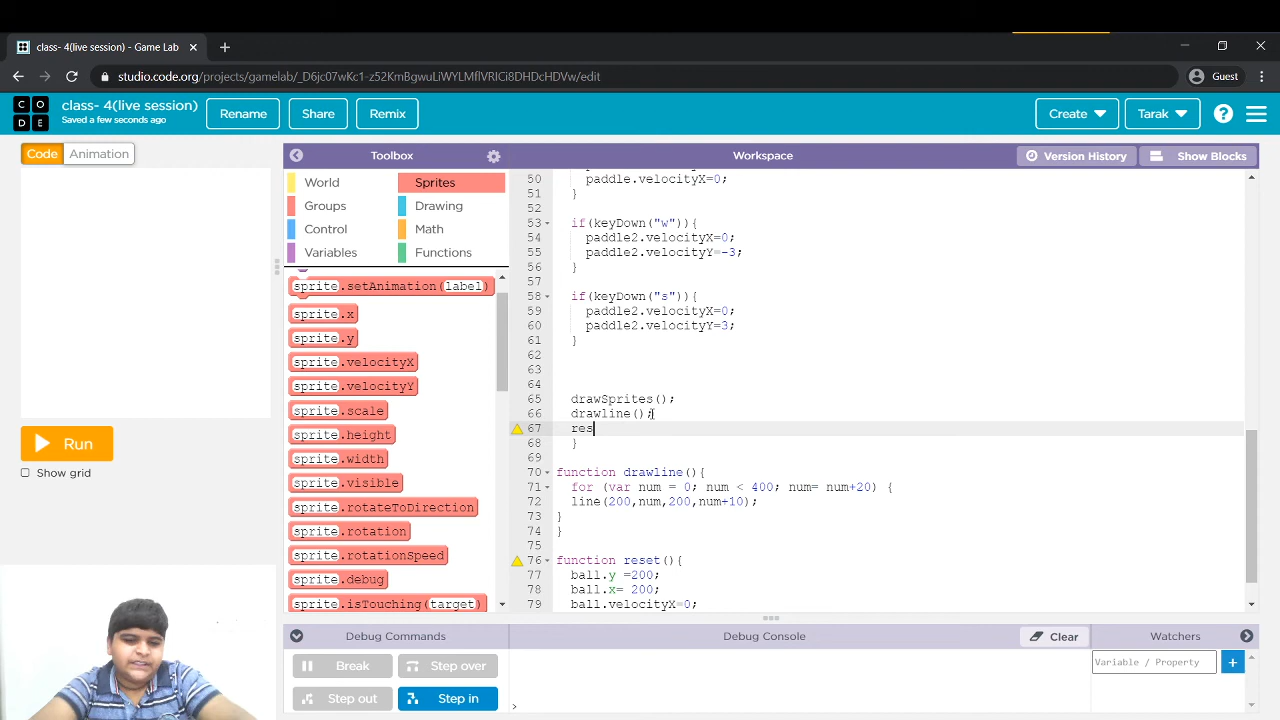 class- 4(live session) - Game Lab
studio.code.org/projects/gamelab/_D6jc07wKc1-z52KmBgwuLiWYLMflVRICi8DHDcHDVw/edit
Guest
C O D E
class- 4(live session)
Saved a few seconds ago
Rename
Share
Remix
Create
Tarak
?
Code
Animation
Toolbox
Workspace
Version History
Show Blocks
World
Sprites
Groups
Drawing
Control
Math
Variables
Functions
sprite.setAnimation(label)
sprite.x
sprite.y
sprite.velocityX
sprite.velocityY
sprite.scale
sprite.height
sprite.width
sprite.visible
sprite.rotateToDirection
sprite.rotation
sprite.rotationSpeed
sprite.debug
sprite.isTouching(target)
Run
Show grid
50 paddle.velocityX=0;
51 }
52
53 if(keyDown("w")){
54 paddle2.velocityX=0;
55 paddle2.velocityY=-3;
56 }
57
58 if(keyDown("s")){
59 paddle2.velocityX=0;
60 paddle2.velocityY=3;
61 }
62
63
64
65 drawSprites();
66 drawline();
67 res
68 }
69
70 function drawline(){
71 for (var num = 0; num < 400; num= num+20) {
72 line(200,num,200,num+10);
73 }
74 }
75
76 function reset(){
77 ball.y =200;
78 ball.x= 200;
79 ball.velocityX=0;
Debug Commands
Debug Console
Clear
Watchers
Break
Step over
Step out
Step in
Variable / Property
+
>